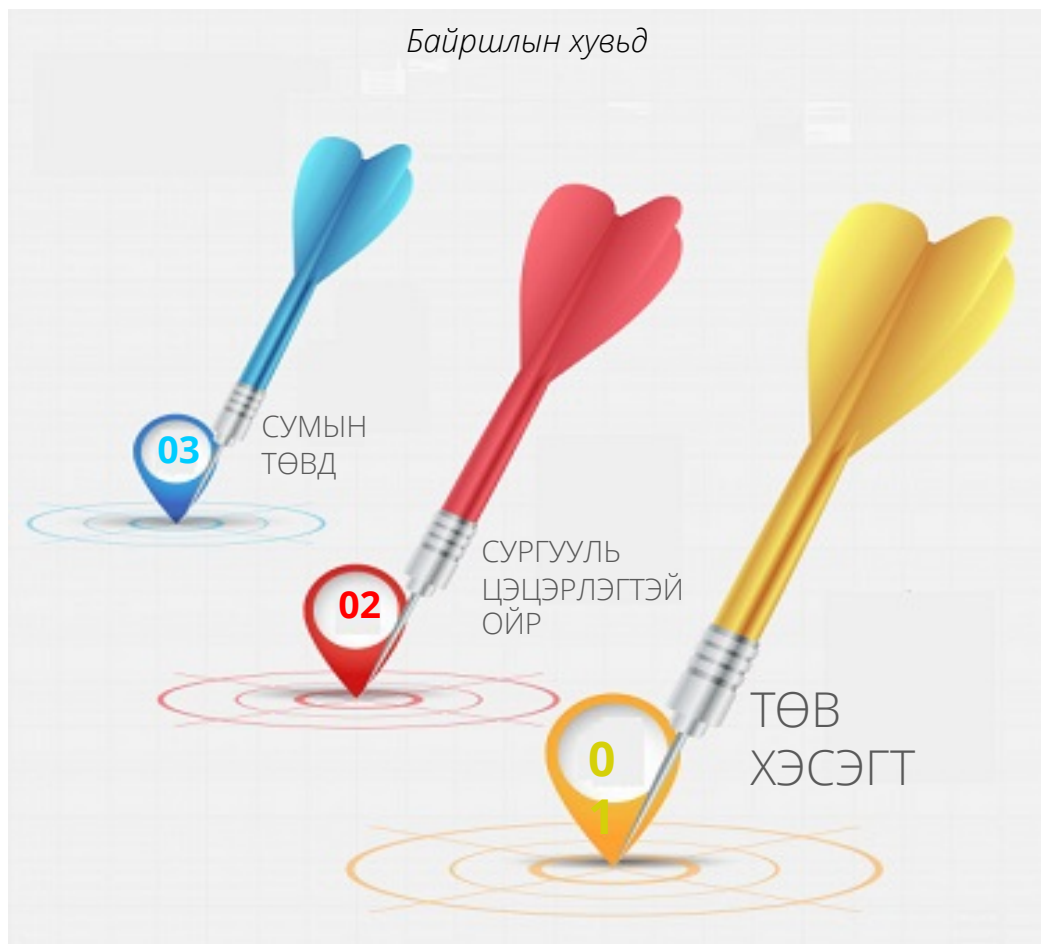 Байршлын хувьд
03
СУМЫН
ТӨВД
02
СУРГУУЛЬ
ЦЭЦЭРЛЭГТЭЙ
ОЙР
0
1
ТӨВ
ХЭСЭГТ